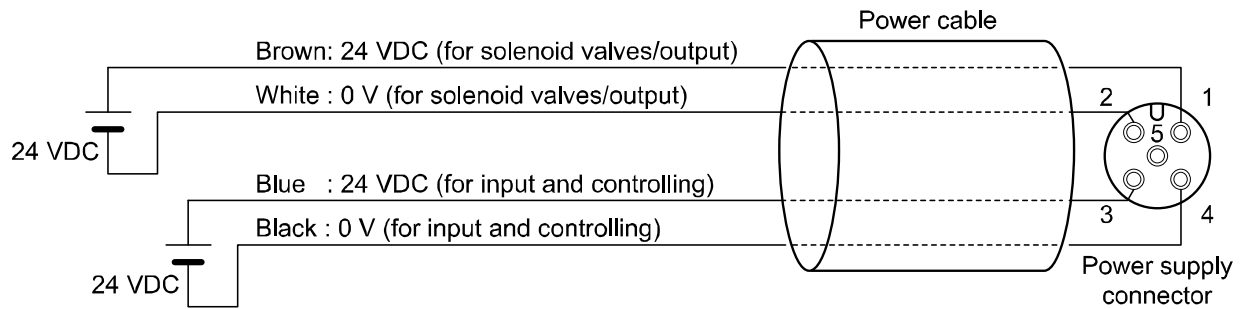 Power cable
Brown: 24 VDC (for solenoid valves/output)
White : 0 V (for solenoid valves/output)
2
1
5
24 VDC
Blue : 24 VDC (for input and controlling)
3
4
Black : 0 V (for input and controlling)
24 VDC
Power supply
connector